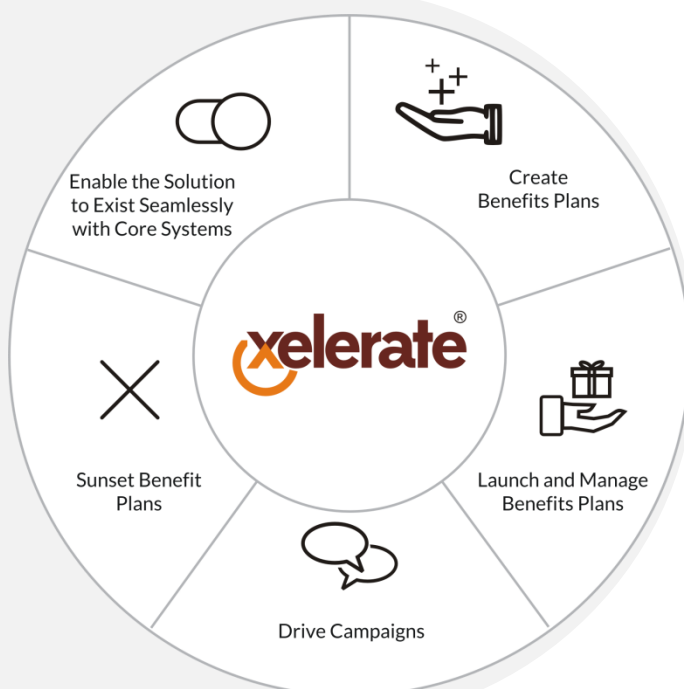 Enable the Solution
to Exist Seamlessly
with Core Systems
Create
Benefits Plans
xelerate®
Sunset Benefit
Plans
Launch and Manage
Benefits Plans
Drive Campaigns